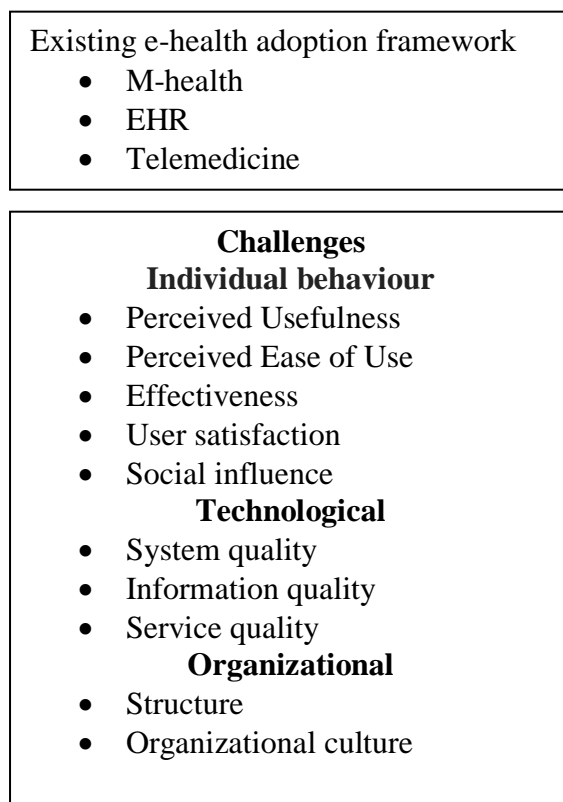 Existing e-health adoption framework
• M-health
• EHR
• Telemedicine
Challenges
Individual behaviour
• Perceived Usefulness
• Perceived Ease of Use
• Effectiveness
• User satisfaction
• Social influence
Technological
• System quality
• Information quality
• Service quality
Organizational
• Structure
• Organizational culture